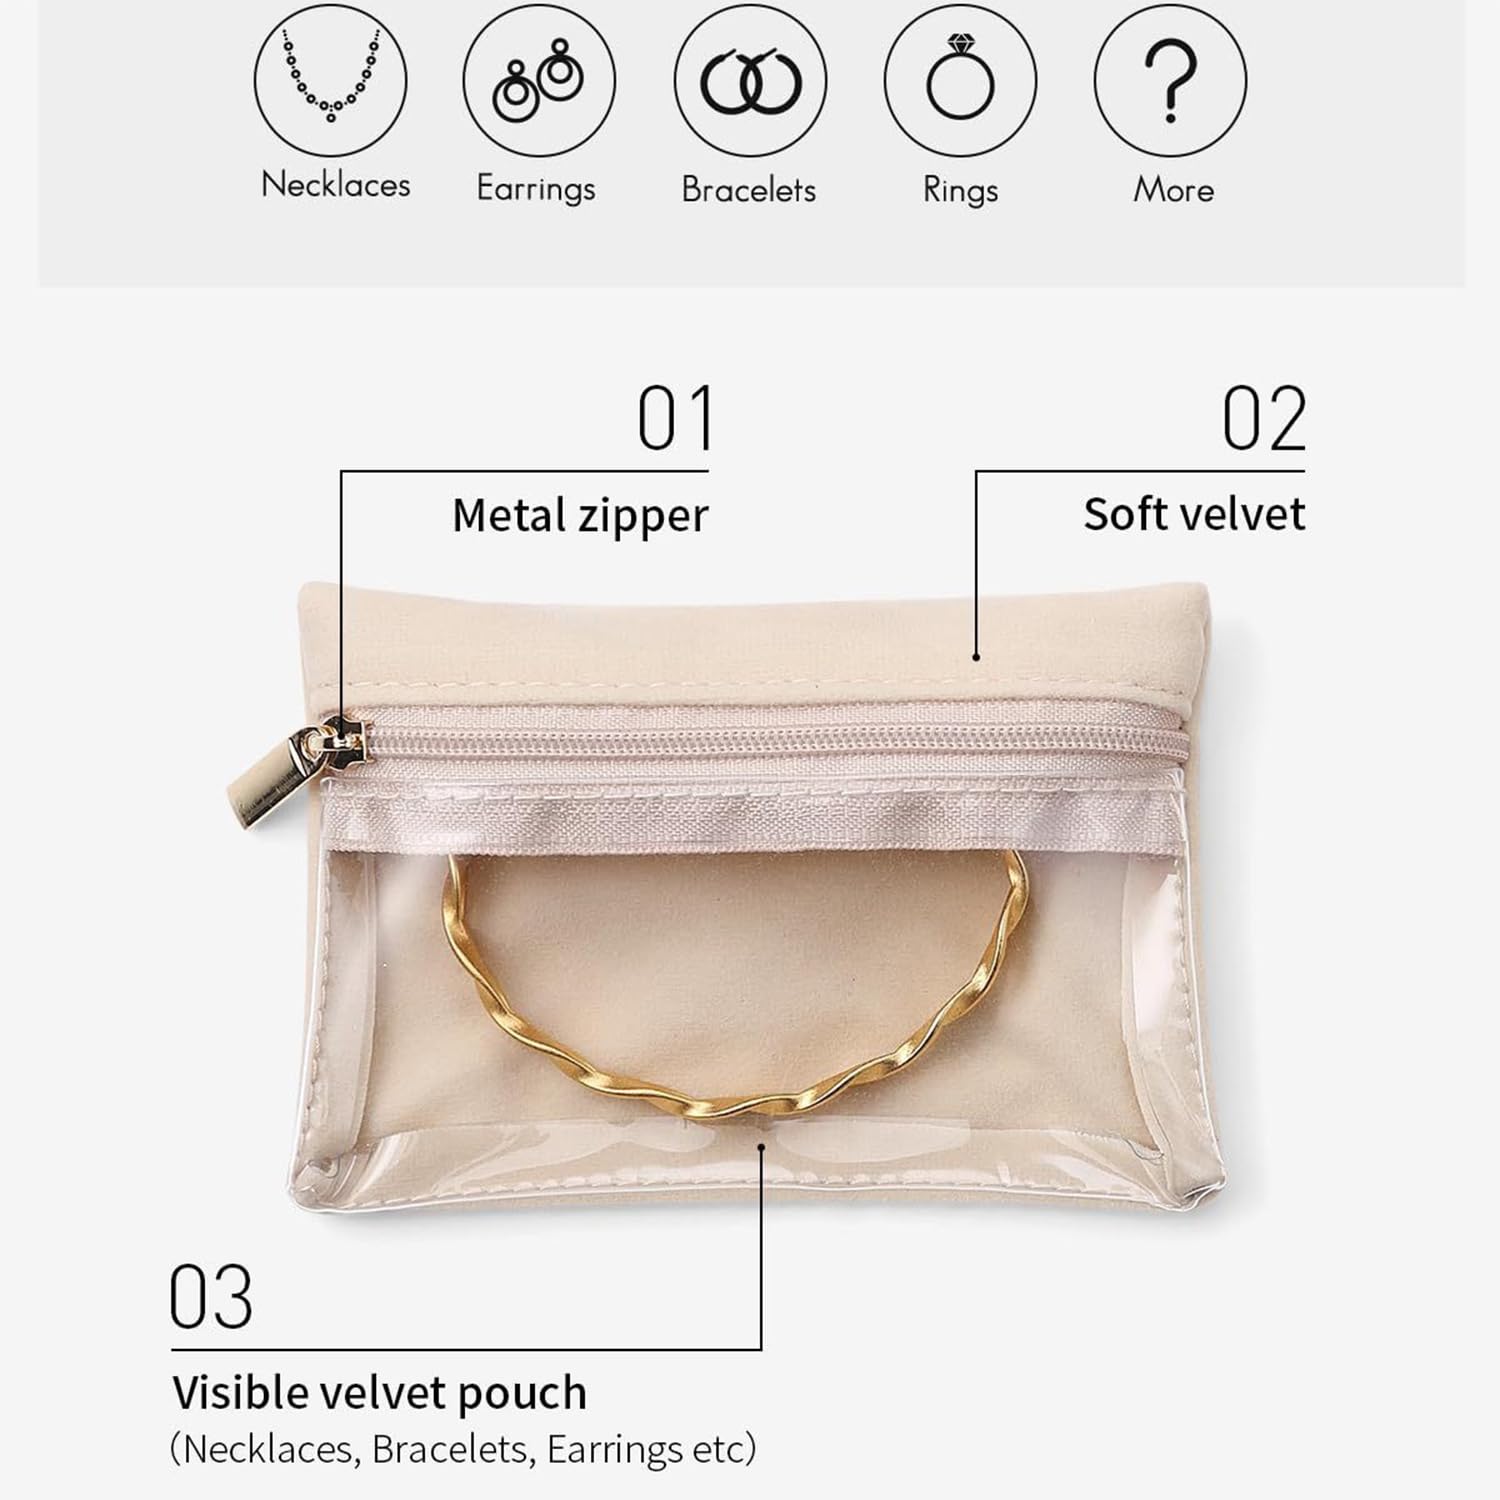 Necklaces Earrings Bracelets Rings More
01 02
Metal zipper Soft velvet
03
Visible velvet pouch
(Necklaces, Bracelets, Earrings etc)